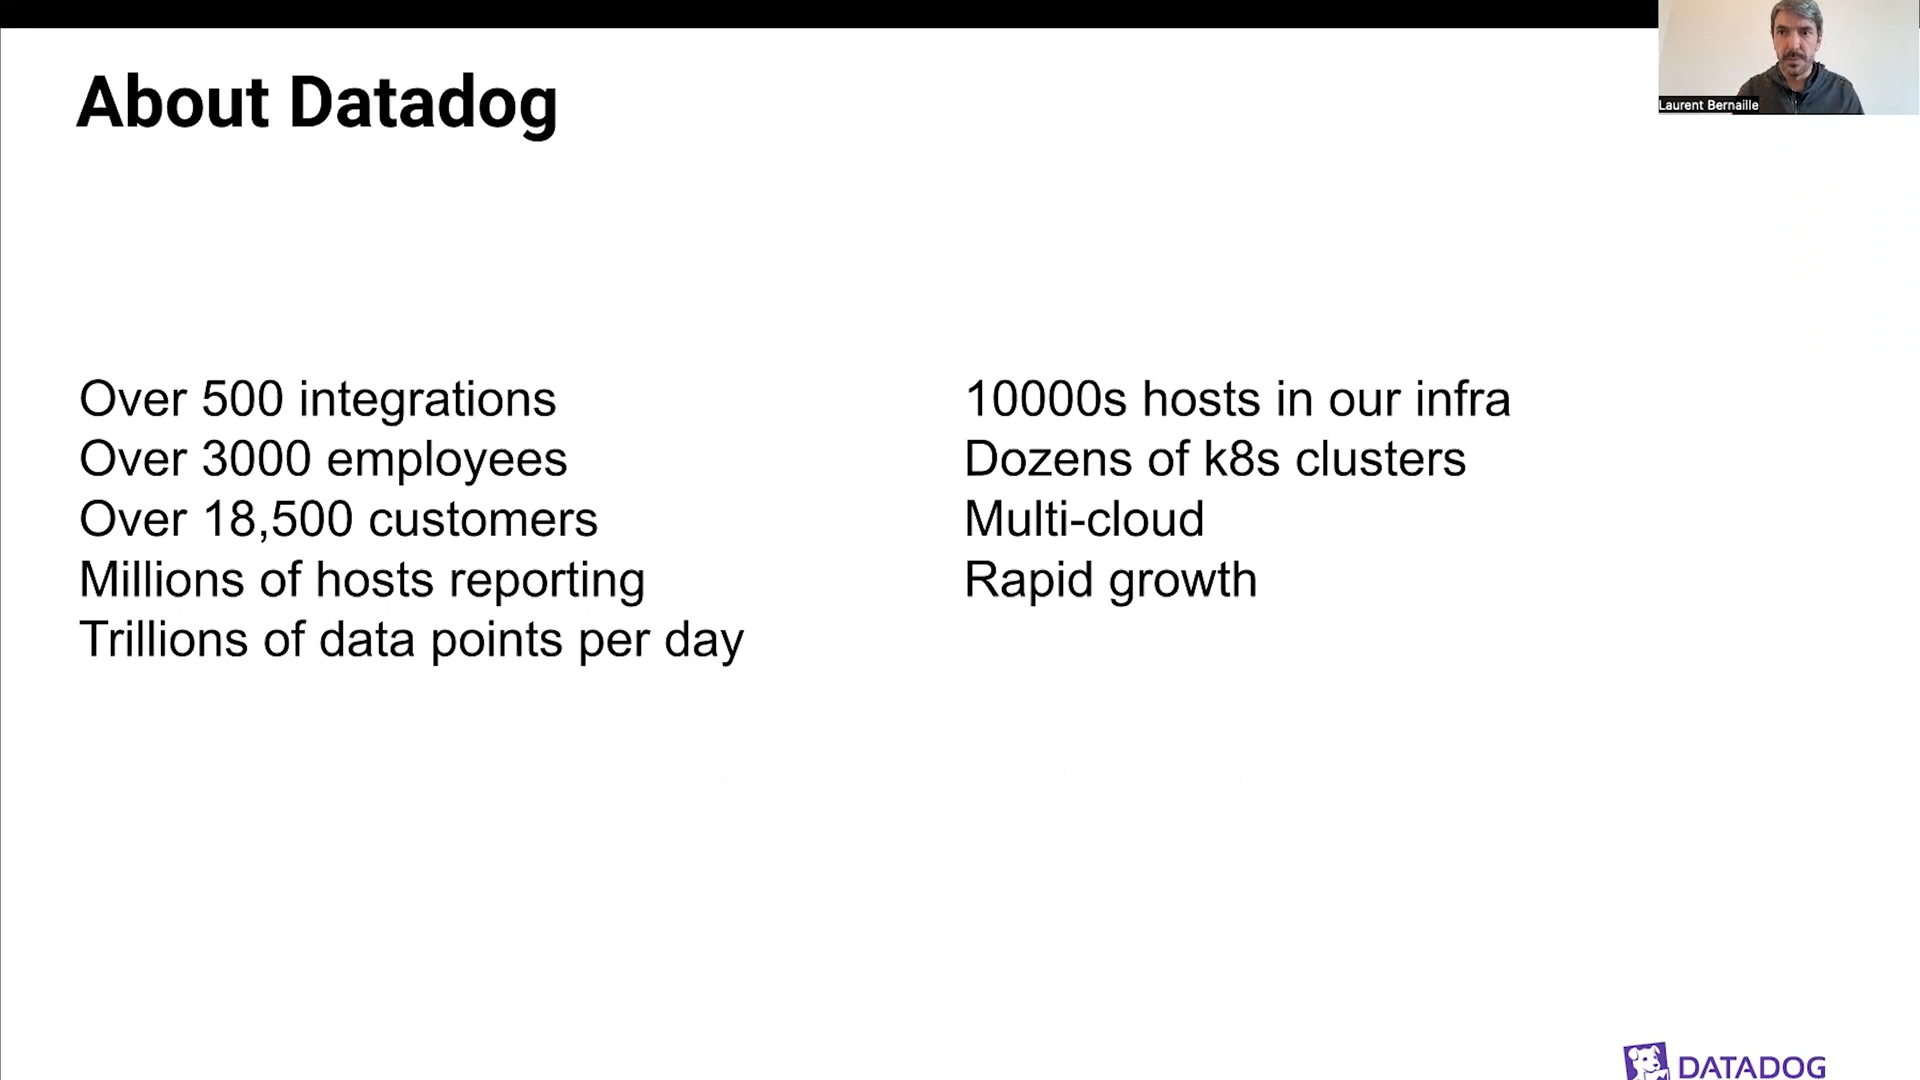 About Datadog
Laurent Bernaille
Over 500 integrations
Over 3000 employees
Over 18,500 customers
Millions of hosts reporting
Trillions of data points per day
10000s hosts in our infra
Dozens of k8s clusters
Multi-cloud
Rapid growth
DATADOG